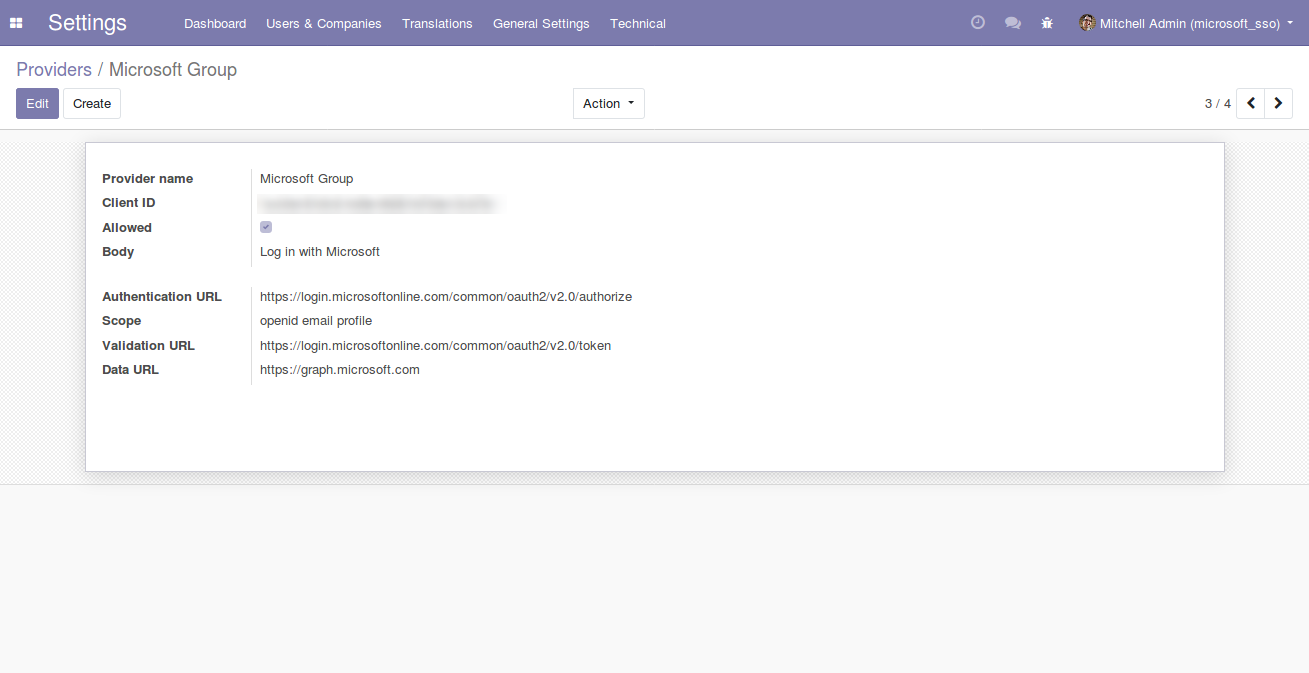 Settings Dashboard Users & Companies Translations General Settings Technical Mitchell Admin (microsoft_sso)
Providers / Microsoft Group
Edit Create Action 3 / 4
Provider name Microsoft Group
Client ID
Allowed
Body Log in with Microsoft
Authentication URL https://login.microsoftonline.com/common/oauth2/v2.0/authorize
Scope openid email profile
Validation URL https://login.microsoftonline.com/common/oauth2/v2.0/token
Data URL https://graph.microsoft.com